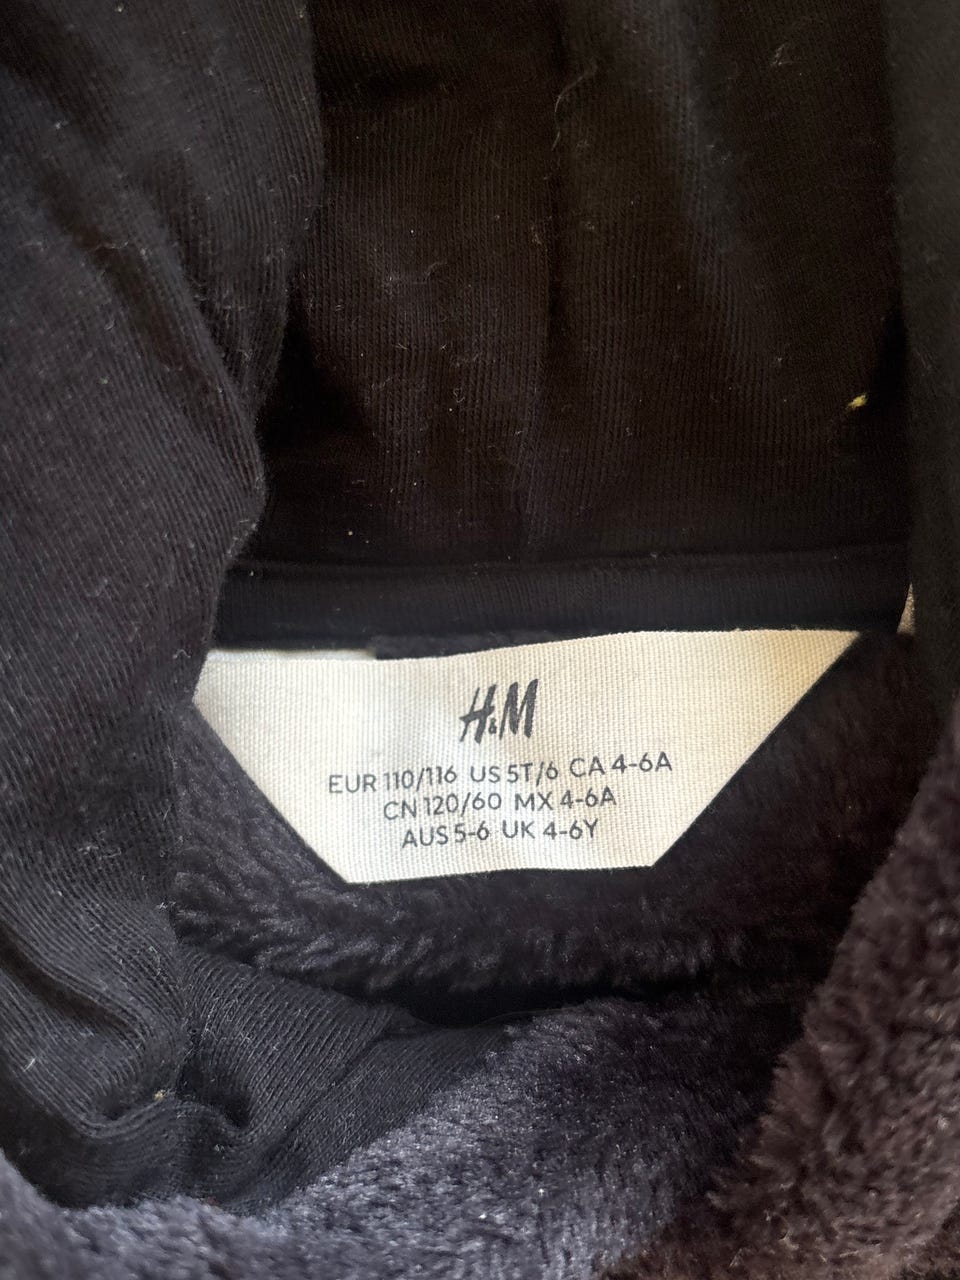 H&M
EUR 110/116 US 5T/6 CA 4-6A
CN 120/60 MX 4-6A
AUS 5-6 UK 4-6Y